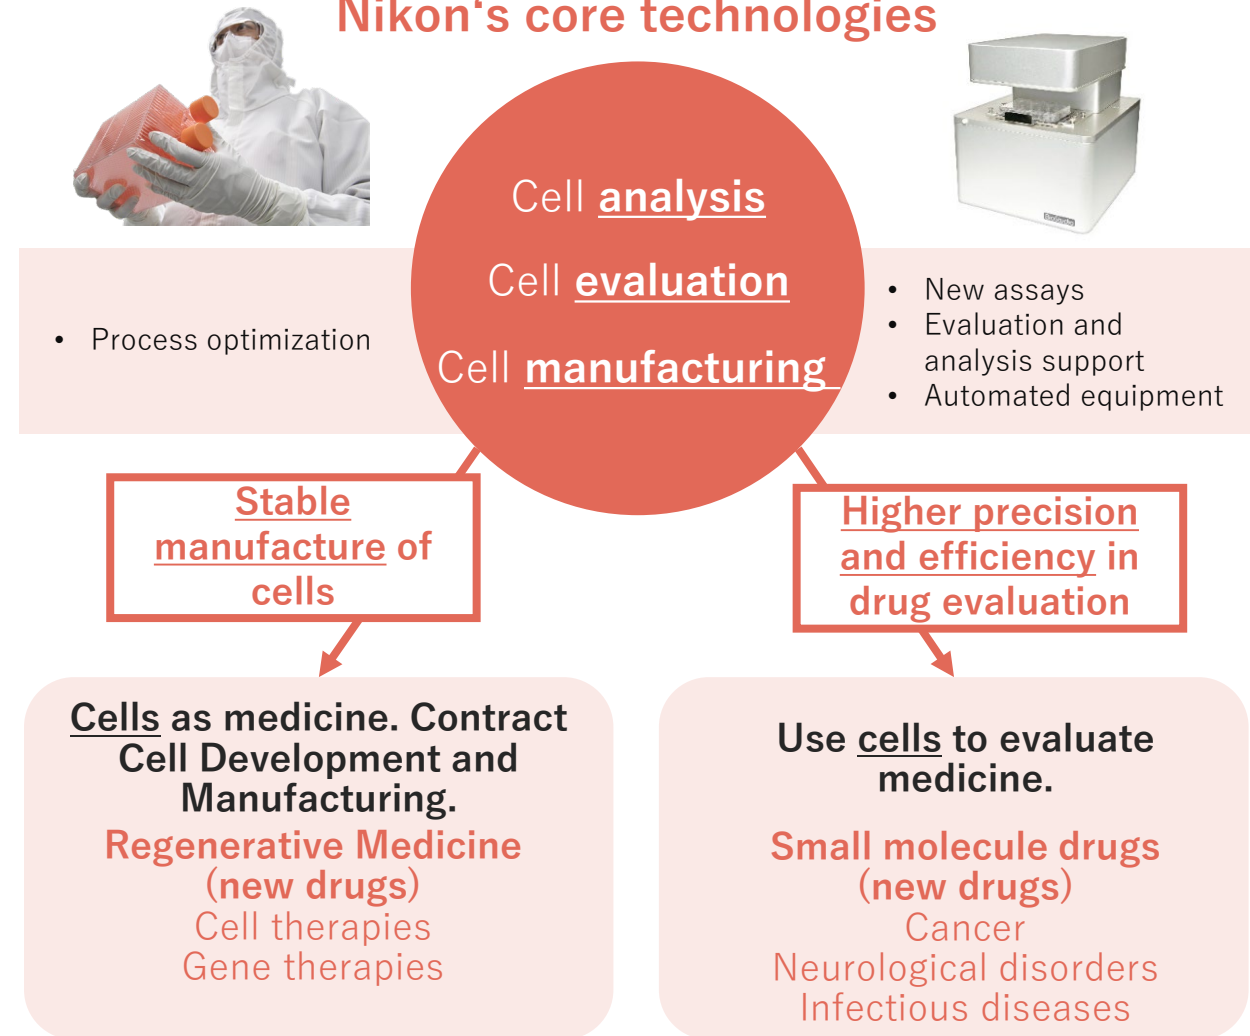 Nikon‘s core technologies
Cell analysis
Cell evaluation
Cell manufacturing
• Process optimization
• New assays
• Evaluation and
analysis support
• Automated equipment
Stable
manufacture of
cells
Higher precision
and efficiency in
drug evaluation
Cells as medicine. Contract
Cell Development and
Manufacturing.
Regenerative Medicine
(new drugs)
Cell therapies
Gene therapies
Use cells to evaluate
medicine.
Small molecule drugs
(new drugs)
Cancer
Neurological disorders
Infectious diseases